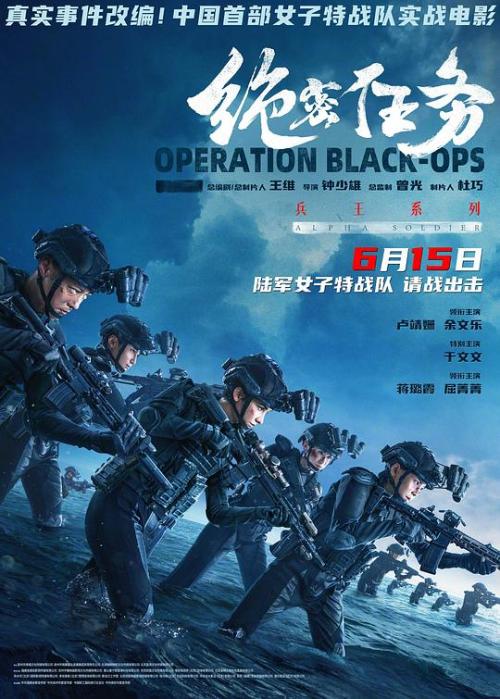 真实事件改编！中国首部女子特战队实战电影
绝密任务
OPERATION BLACK-OPS
总编剧/总制片人 王维 导演 钟少雄 总监制 曾光 制片人 杜巧
兵王系列
ALPHA SOLDIER
6月15日
陆军女子特战队 请战出击
领衔主演
卢靖姗 余文乐
特别主演
于文文
领衔主演
蒋璐霞 屈菁菁